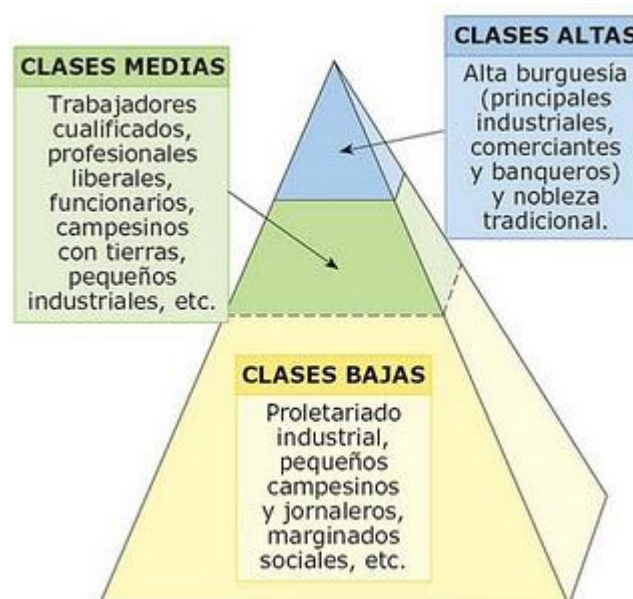 CLASES MEDIAS
Trabajadores
cualificados,
profesionales
liberales,
funcionarios,
campesinos
con tierras,
pequeños
industriales, etc.
CLASES ALTAS
Alta burguesía
(principales
industriales,
comerciantes
y banqueros)
y nobleza
tradicional.
CLASES BAJAS
Proletariado
industrial,
pequeños
campesinos
y jornaleros,
marginados
sociales, etc.